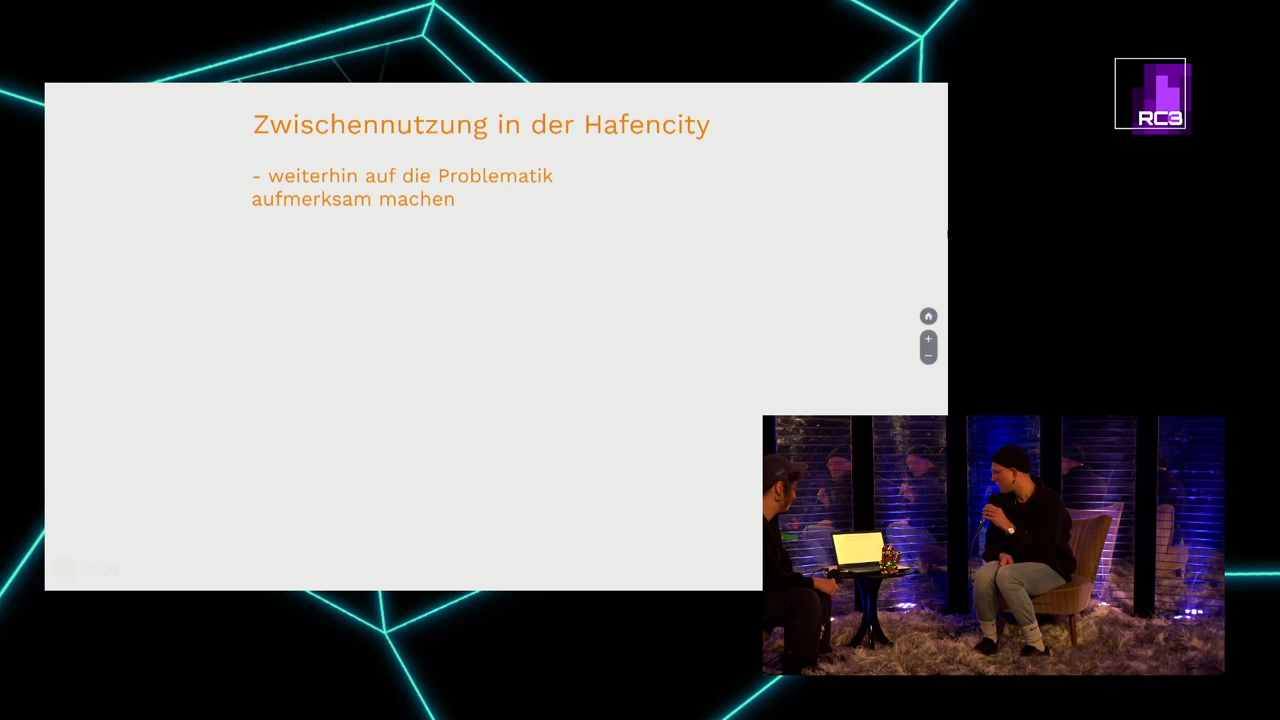 Zwischennutzung in der Hafencity
- weiterhin auf die Problematik
aufmerksam machen
RC3